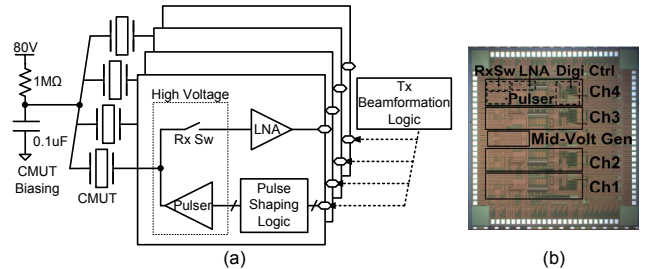 80V
1MΩ
0.1uF
CMUT
Biasing
CMUT
High Voltage
Rx Sw
LNA
Pulser
Pulse
Shaping
Logic
Tx
Beamformation
Logic
(a)
RxSw LNA Digi Ctrl
Pulser
Ch4
Ch3
Mid-Volt Gen
Ch2
Ch1
(b)